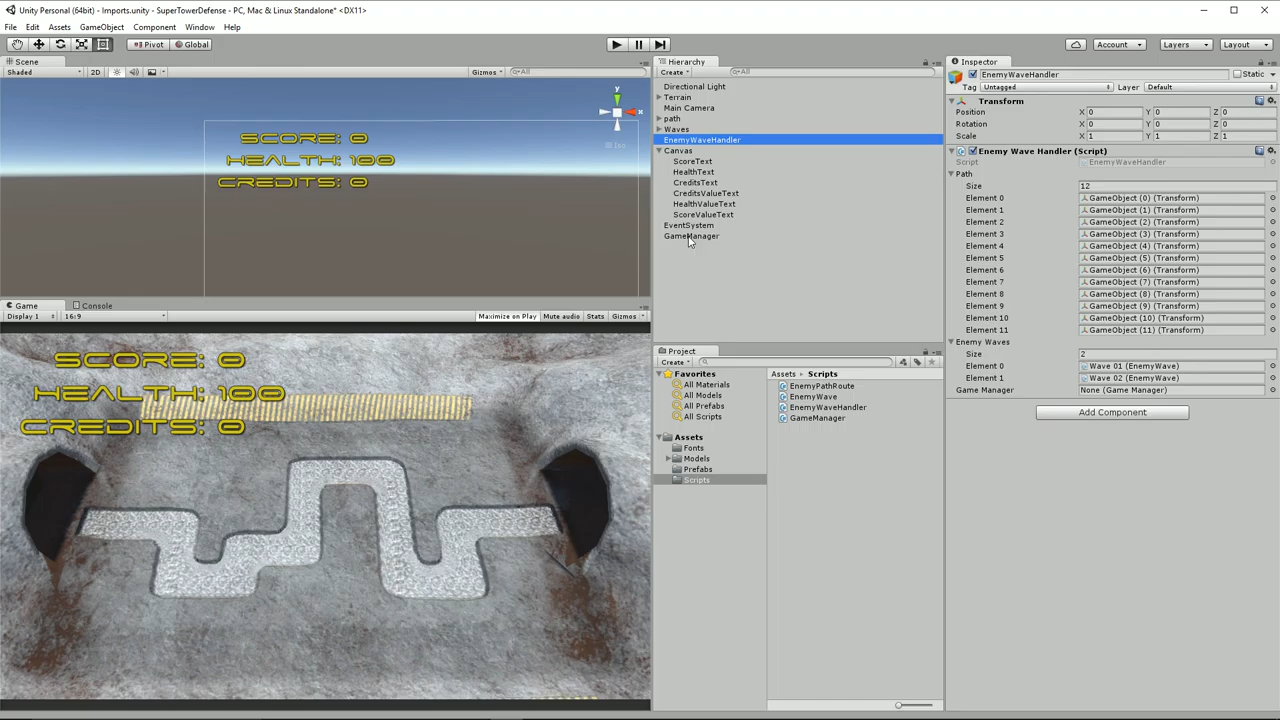 Unity Personal (64bit) - Imports.unity - SuperTowerDefense - PC, Mac & Linux Standalone* <DX11>
File Edit Assets GameObject Component Window Help
Pivot Global Account Layers Layout
Scene
Shaded 2D Gizmos All
y
x
Iso
SCORE: 0
HEALTH: 100
CREDITS: 0
Game Console
Display 1 16:9 Maximize on Play Mute audio Stats Gizmos
SCORE: 0
HEALTH: 100
CREDITS: 0
Hierarchy
Create All
Directional Light
Terrain
Main Camera
path
Waves
EnemyWaveHandler
Canvas
ScoreText
HealthText
CreditsText
CreditsValueText
HealthValueText
ScoreValueText
EventSystem
GameManager
Project
Create
Favorites
All Materials
All Models
All Prefabs
All Scripts
Assets
Fonts
Models
Prefabs
Scripts
Assets Scripts
EnemyPathRoute
EnemyWave
EnemyWaveHandler
GameManager
Inspector
EnemyWaveHandler Static
Tag Untagged Layer Default
Transform
Position X 0 Y 0 Z 0
Rotation X 0 Y 0 Z 0
Scale X 1 Y 1 Z 1
Enemy Wave Handler (Script)
Script EnemyWaveHandler
Path
Size 12
Element 0 GameObject (0) (Transform)
Element 1 GameObject (1) (Transform)
Element 2 GameObject (2) (Transform)
Element 3 GameObject (3) (Transform)
Element 4 GameObject (4) (Transform)
Element 5 GameObject (5) (Transform)
Element 6 GameObject (6) (Transform)
Element 7 GameObject (7) (Transform)
Element 8 GameObject (8) (Transform)
Element 9 GameObject (9) (Transform)
Element 10 GameObject (10) (Transform)
Element 11 GameObject (11) (Transform)
Enemy Waves
Size 2
Element 0 Wave 01 (EnemyWave)
Element 1 Wave 02 (EnemyWave)
Game Manager None (Game Manager)
Add Component